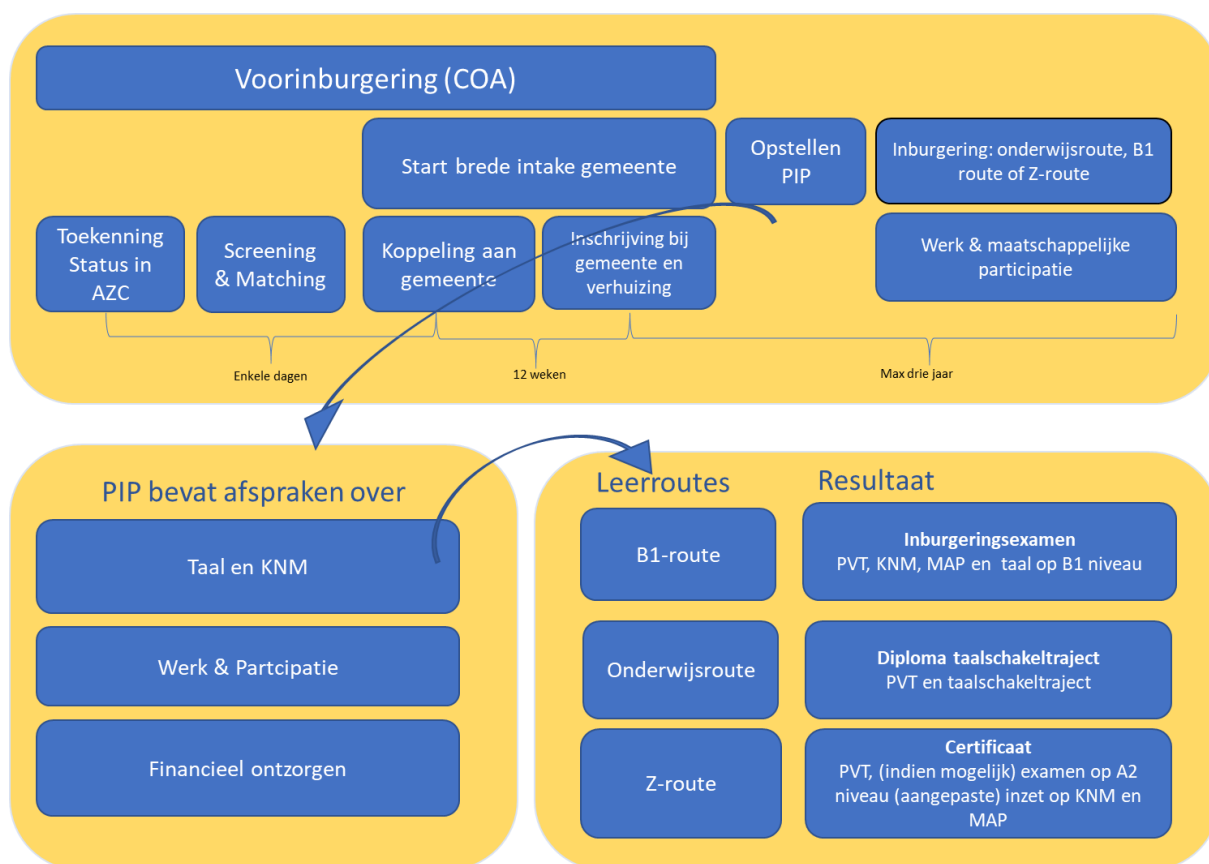 Voorinburgering (COA)
Start brede intake gemeente
Opstellen
PIP
Inburgering: onderwijsroute, B1
route of Z-route
Toekenning
Status in
AZC
Screening
& Matching
Koppeling aan
gemeente
Inschrijving bij
gemeente en
verhuizing
Werk & maatschappelijke
participatie
Enkele dagen
12 weken
Max drie jaar
PIP bevat afspraken over
Taal en KNM
Werk & Partcipatie
Financieel ontzorgen
Leerroutes
Resultaat
B1-route
Inburgeringsexamen
PVT, KNM, MAP en taal op B1 niveau
Onderwijsroute
Diploma taalschakeltraject
PVT en taalschakeltraject
Z-route
Certificaat
PVT, (indien mogelijk) examen op A2
niveau (aangepaste) inzet op KNM en
MAP